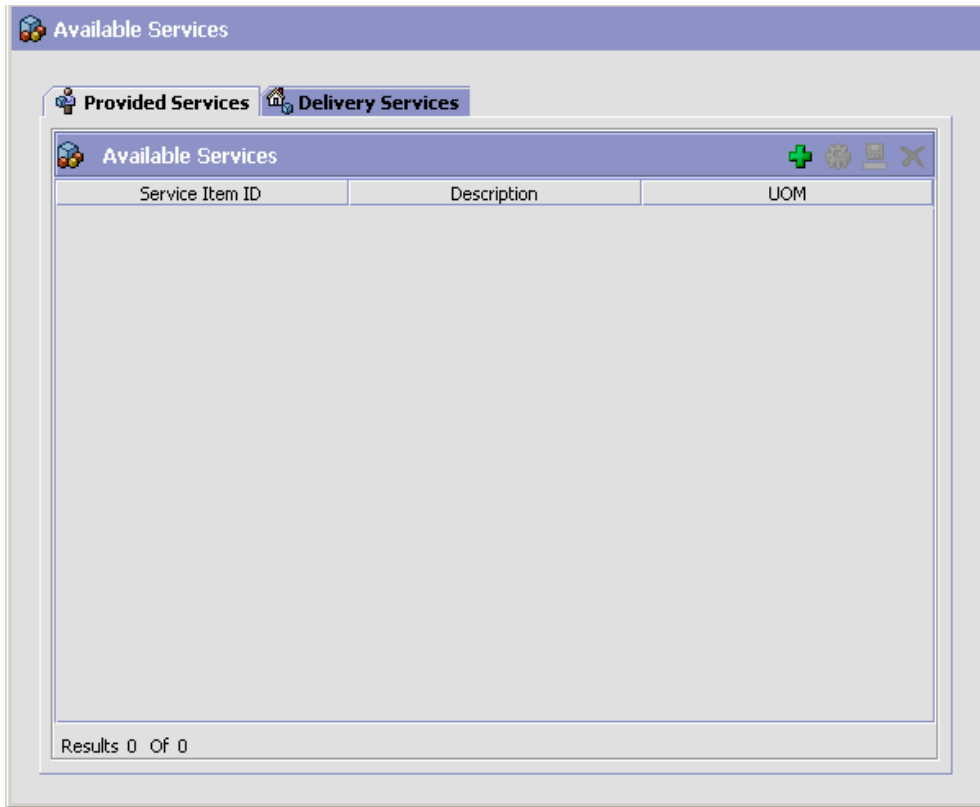 Available Services
Provided Services Delivery Services
Available Services
Service Item ID Description UOM
Results 0 Of 0